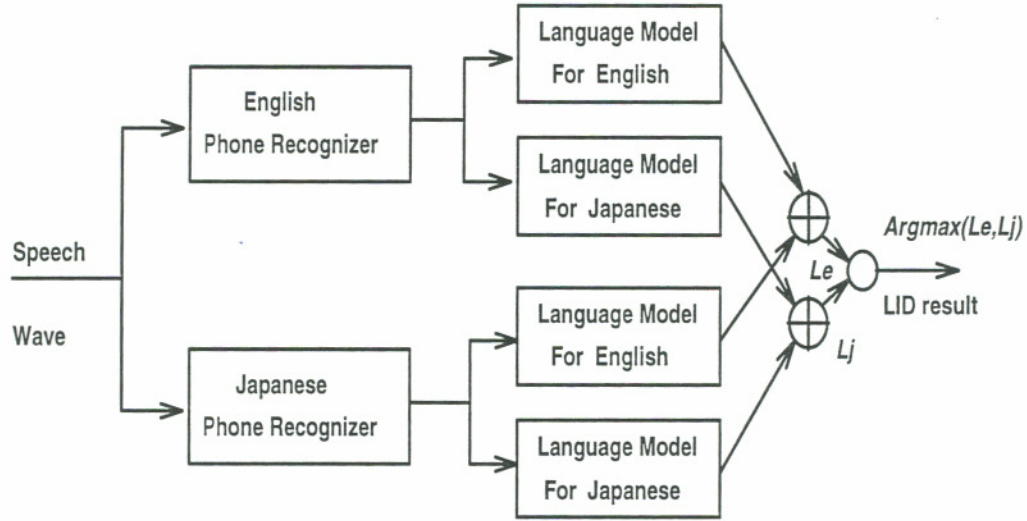 Language Model
For English
English
Phone Recognizer
Language Model
For Japanese
Speech
Wave
Argmax(Le,Lj)
Le
LID result
Lj
Language Model
For English
Japanese
Phone Recognizer
Language Model
For Japanese